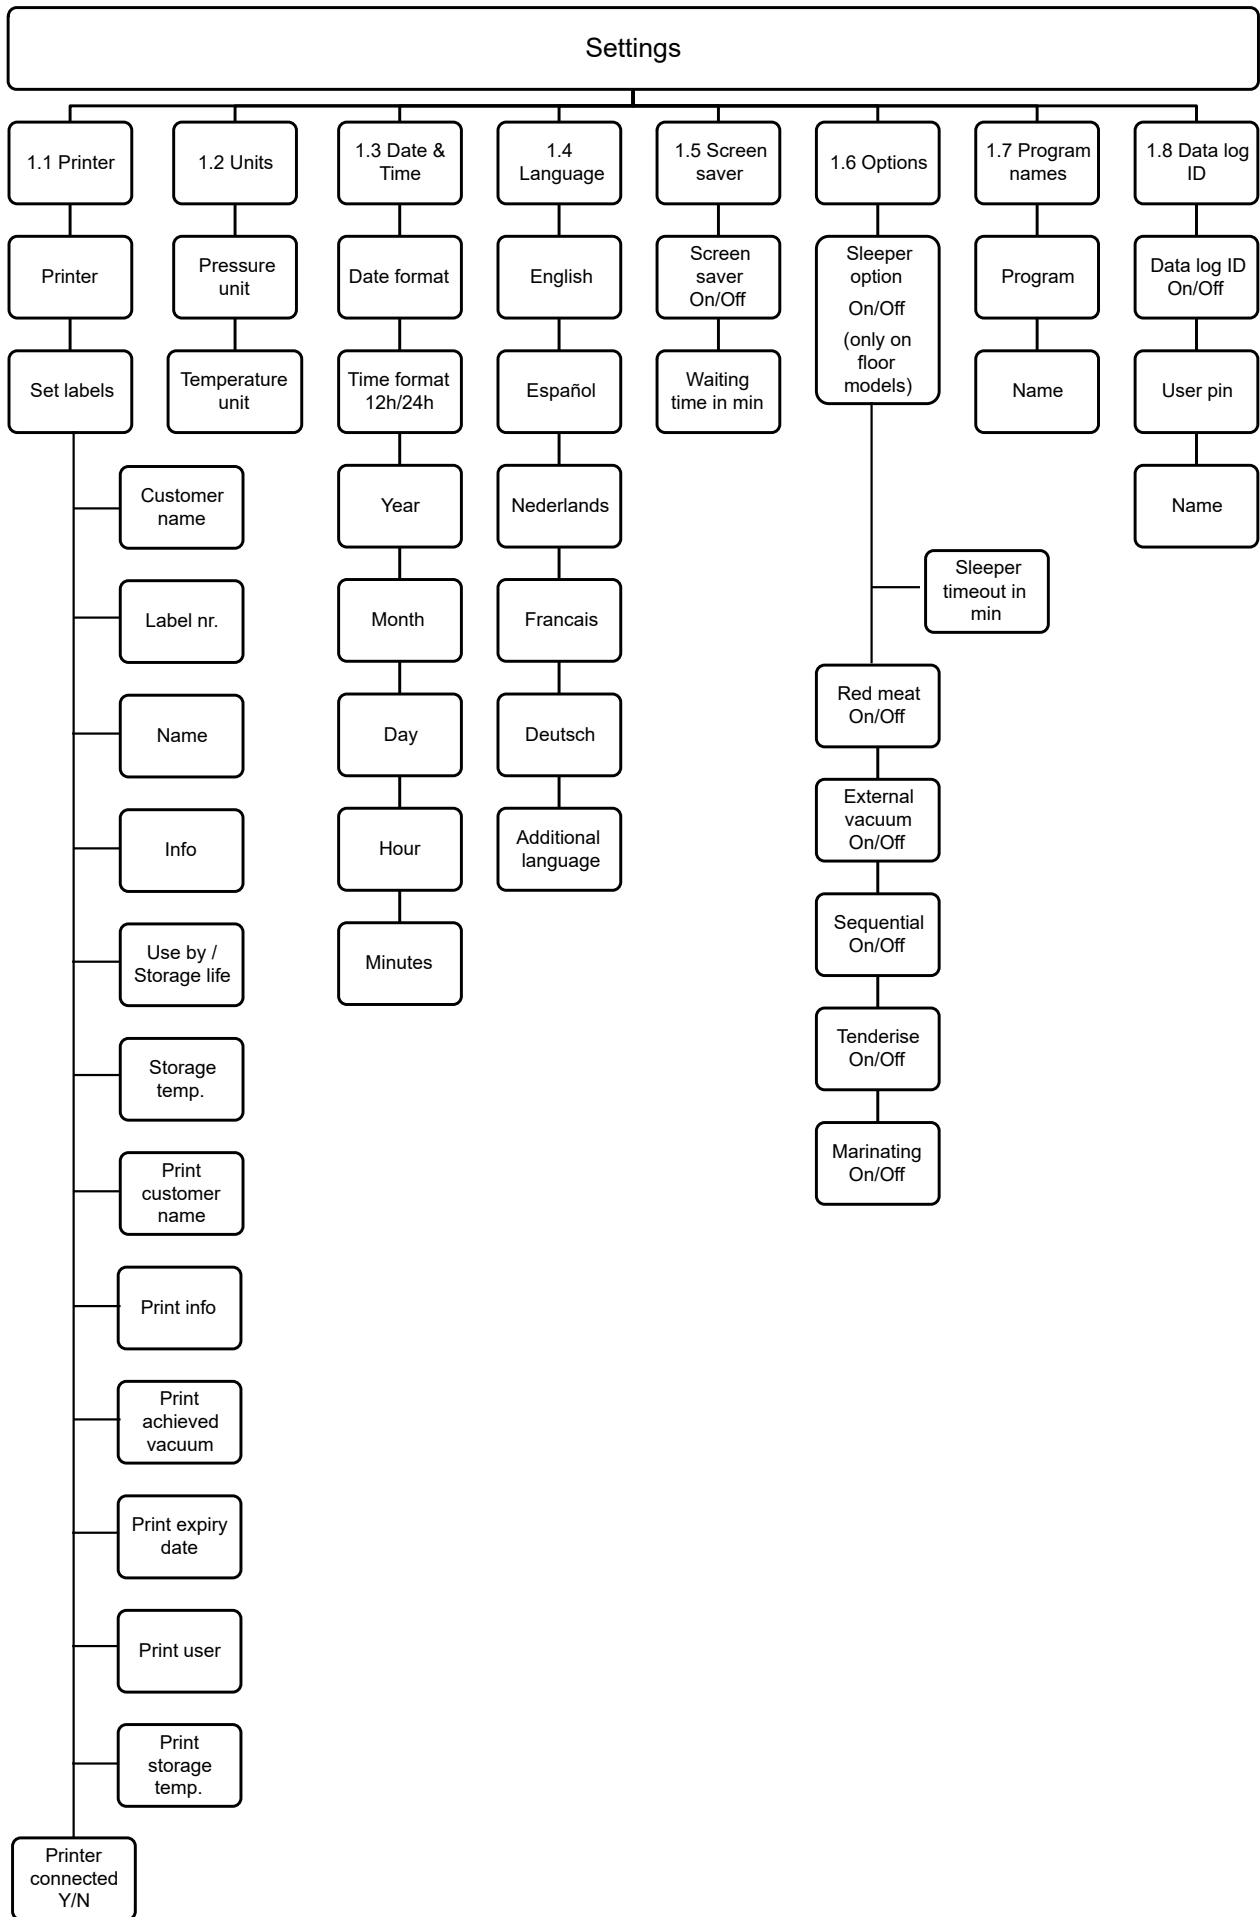 Settings
1.1 Printer
Printer
Set labels
Customer
name
Label nr.
Name
Info
Use by /
Storage life
Storage
temp.
Print
customer
name
Print info
Print
achieved
vacuum
Print expiry
date
Print user
Print
storage
temp.
Printer
connected
Y/N
1.2 Units
Pressure
unit
Temperature
unit
1.3 Date &
Time
Date format
Time format
12h/24h
Year
Month
Day
Hour
Minutes
1.4
Language
English
Español
Nederlands
Francais
Deutsch
Additional
language
1.5 Screen
saver
Screen
saver
On/Off
Waiting
time in min
1.6 Options
Sleeper
option
On/Off
(only on
floor
models)
Sleeper
timeout in
min
Red meat
On/Off
External
vacuum
On/Off
Sequential
On/Off
Tenderise
On/Off
Marinating
On/Off
1.7 Program
names
Program
Name
1.8 Data log
ID
Data log ID
On/Off
User pin
Name